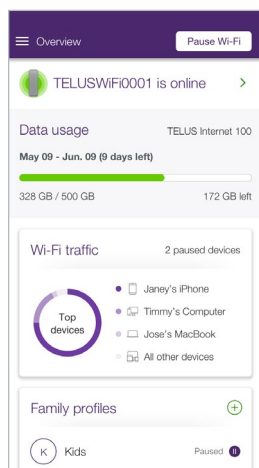 Overview
Pause Wi-Fi
TELUSWiFi0001 is online
Data usage
TELUS Internet 100
May 09 - Jun. 09 (9 days left)
328 GB / 500 GB
172 GB left
Wi-Fi traffic
2 paused devices
Top
devices
Janey's iPhone
Timmy's Computer
Jose's MacBook
All other devices
Family profiles
K
Kids
Paused